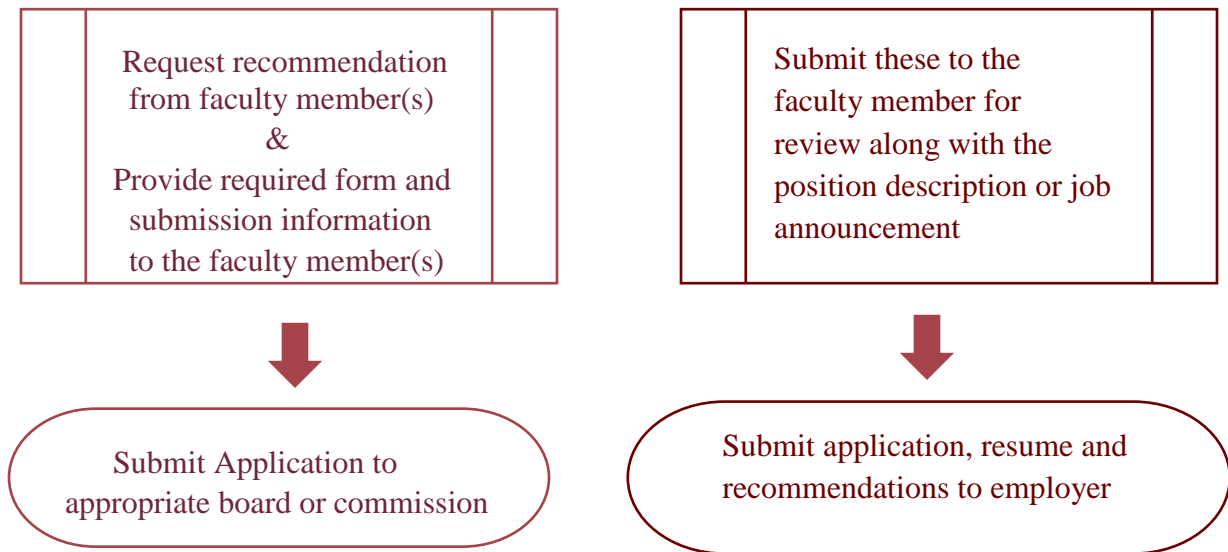 Request recommendation
from faculty member(s)
&
Provide required form and
submission information
to the faculty member(s)
Submit Application to
appropriate board or commission
Submit these to the
faculty member for
review along with the
position description or job
announcement
Submit application, resume and
recommendations to employer